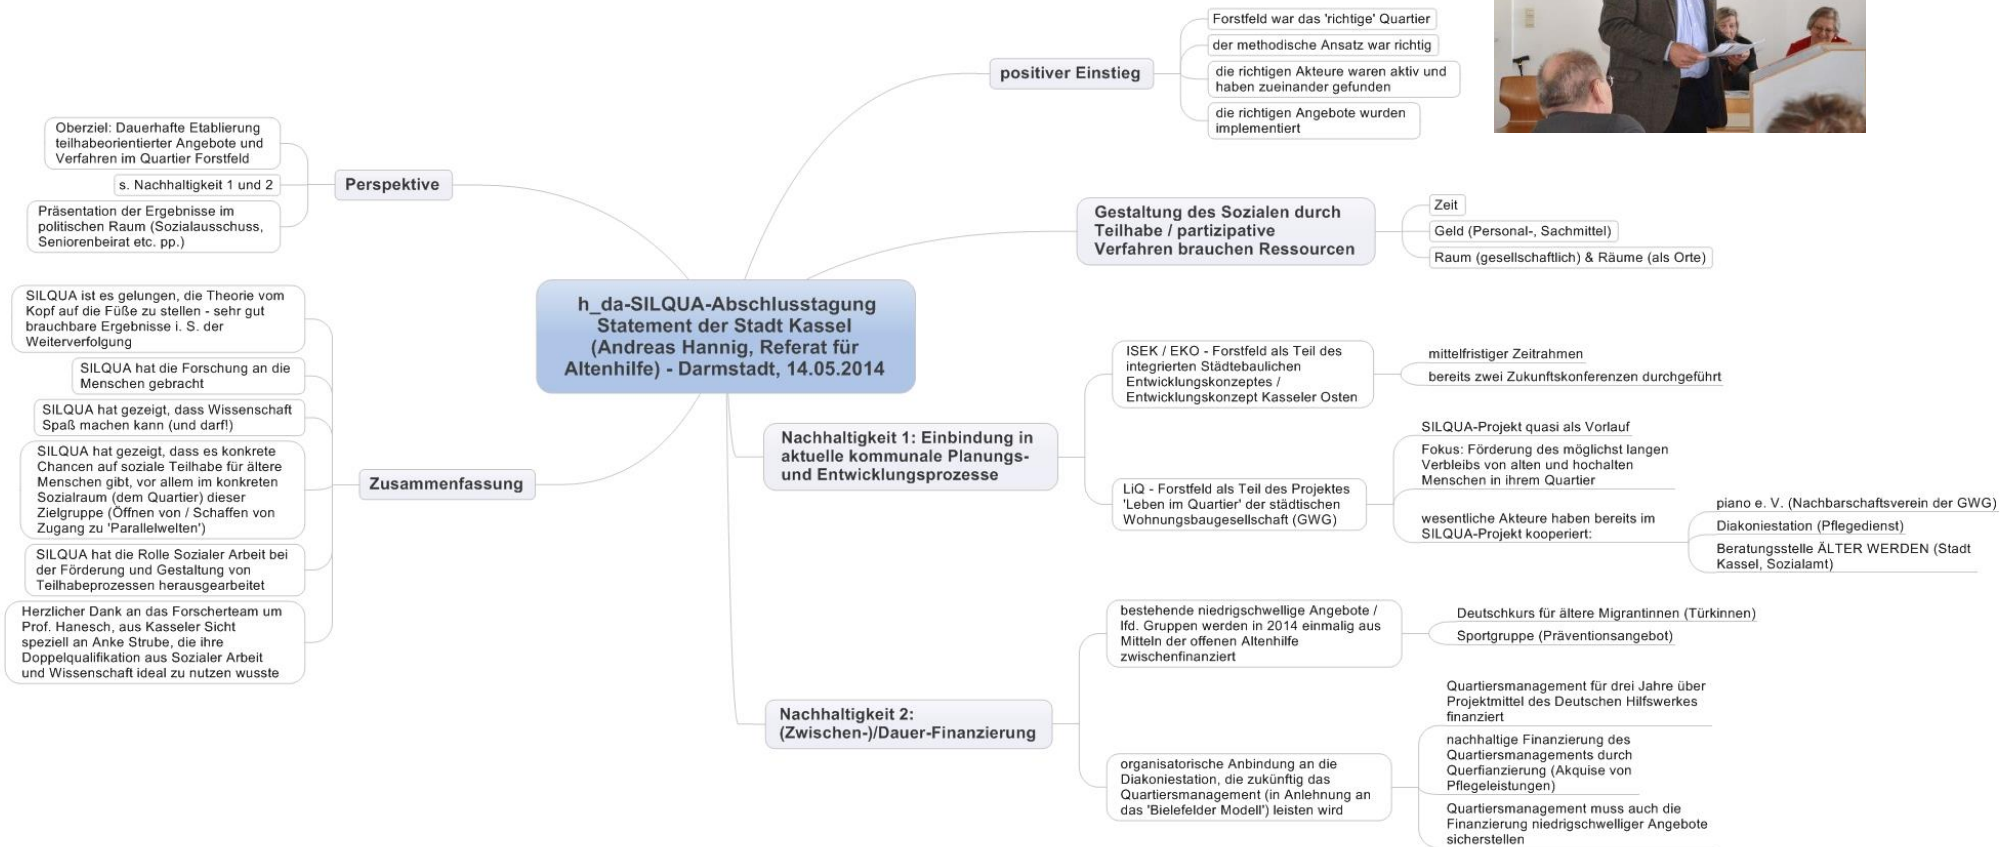 h_da-SILQUA-Abschlusstagung
Statement der Stadt Kassel
(Andreas Hannig, Referat für
Altenhilfe) - Darmstadt, 14.05.2014
positiver Einstieg
Forstfeld war das 'richtige' Quartier
der methodische Ansatz war richtig
die richtigen Akteure waren aktiv und
haben zueinander gefunden
die richtigen Angebote wurden
implementiert
Gestaltung des Sozialen durch
Teilhabe / partizipative
Verfahren brauchen Ressourcen
Zeit
Geld (Personal-, Sachmittel)
Raum (gesellschaftlich) & Räume (als Orte)
Nachhaltigkeit 1: Einbindung in
aktuelle kommunale Planungs-
und Entwicklungsprozesse
ISEK / EKO - Forstfeld als Teil des
integrierten Städtebaulichen
Entwicklungskonzeptes /
Entwicklungskonzept Kasseler Osten
mittelfristiger Zeitrahmen
bereits zwei Zukunftskonferenzen durchgeführt
LiQ - Forstfeld als Teil des Projektes
'Leben im Quartier' der städtischen
Wohnungsbaugesellschaft (GWG)
SILQUA-Projekt quasi als Vorlauf
Fokus: Förderung des möglichst langen
Verbleibs von alten und hochalten
Menschen in ihrem Quartier
wesentliche Akteure haben bereits im
SILQUA-Projekt kooperiert:
piano e. V. (Nachbarschaftsverein der GWG)
Diakoniestation (Pflegedienst)
Beratungsstelle ÄLTER WERDEN (Stadt
Kassel, Sozialamt)
Nachhaltigkeit 2:
(Zwischen-)/Dauer-Finanzierung
bestehende niedrigschwellige Angebote /
lfd. Gruppen werden in 2014 einmalig aus
Mitteln der offenen Altenhilfe
zwischenfinanziert
Deutschkurs für ältere Migrantinnen (Türkinnen)
Sportgruppe (Präventionsangebot)
organisatorische Anbindung an die
Diakoniestation, die zukünftig das
Quartiersmanagement (in Anlehnung an
das 'Bielefelder Modell') leisten wird
Quartiersmanagement für drei Jahre über
Projektmittel des Deutschen Hilfswerkes
finanziert
nachhaltige Finanzierung des
Quartiersmanagements durch
Querfianzierung (Akquise von
Pflegeleistungen)
Quartiersmanagement muss auch die
Finanzierung niedrigschwelliger Angebote
sicherstellen
Zusammenfassung
SILQUA ist es gelungen, die Theorie vom
Kopf auf die Füße zu stellen - sehr gut
brauchbare Ergebnisse i. S. der
Weiterverfolgung
SILQUA hat die Forschung an die
Menschen gebracht
SILQUA hat gezeigt, dass Wissenschaft
Spaß machen kann (und darf!)
SILQUA hat gezeigt, dass es konkrete
Chancen auf soziale Teilhabe für ältere
Menschen gibt, vor allem im konkreten
Sozialraum (dem Quartier) dieser
Zielgruppe (Öffnen von / Schaffen von
Zugang zu 'Parallelwelten')
SILQUA hat die Rolle Sozialer Arbeit bei
der Förderung und Gestaltung von
Teilhabeprozessen herausgearbeitet
Herzlicher Dank an das Forscherteam um
Prof. Hanesch, aus Kasseler Sicht
speziell an Anke Strube, die ihre
Doppelqualifikation aus Sozialer Arbeit
und Wissenschaft ideal zu nutzen wusste
Perspektive
Oberziel: Dauerhafte Etablierung
teilhabeorientierter Angebote und
Verfahren im Quartier Forstfeld
s. Nachhaltigkeit 1 und 2
Präsentation der Ergebnisse im
politischen Raum (Sozialausschuss,
Seniorenbeirat etc. pp.)